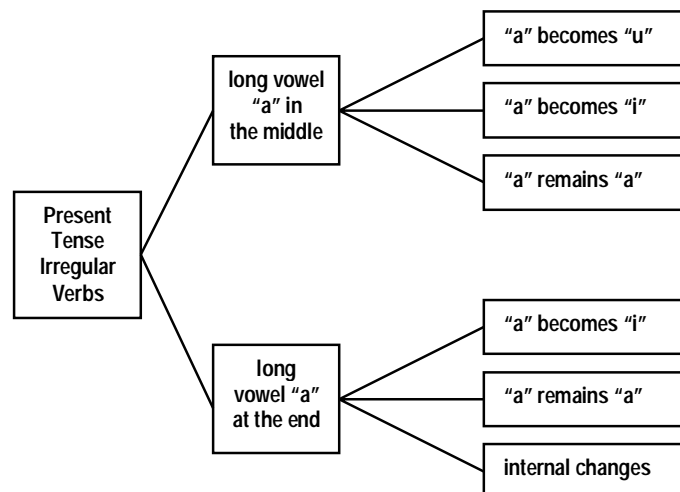 Present
Tense
Irregular
Verbs
long vowel
“a” in
the middle
“a” becomes “u”
“a” becomes “i”
“a” remains “a”
long
vowel “a”
at the end
“a” becomes “i”
“a” remains “a”
internal changes